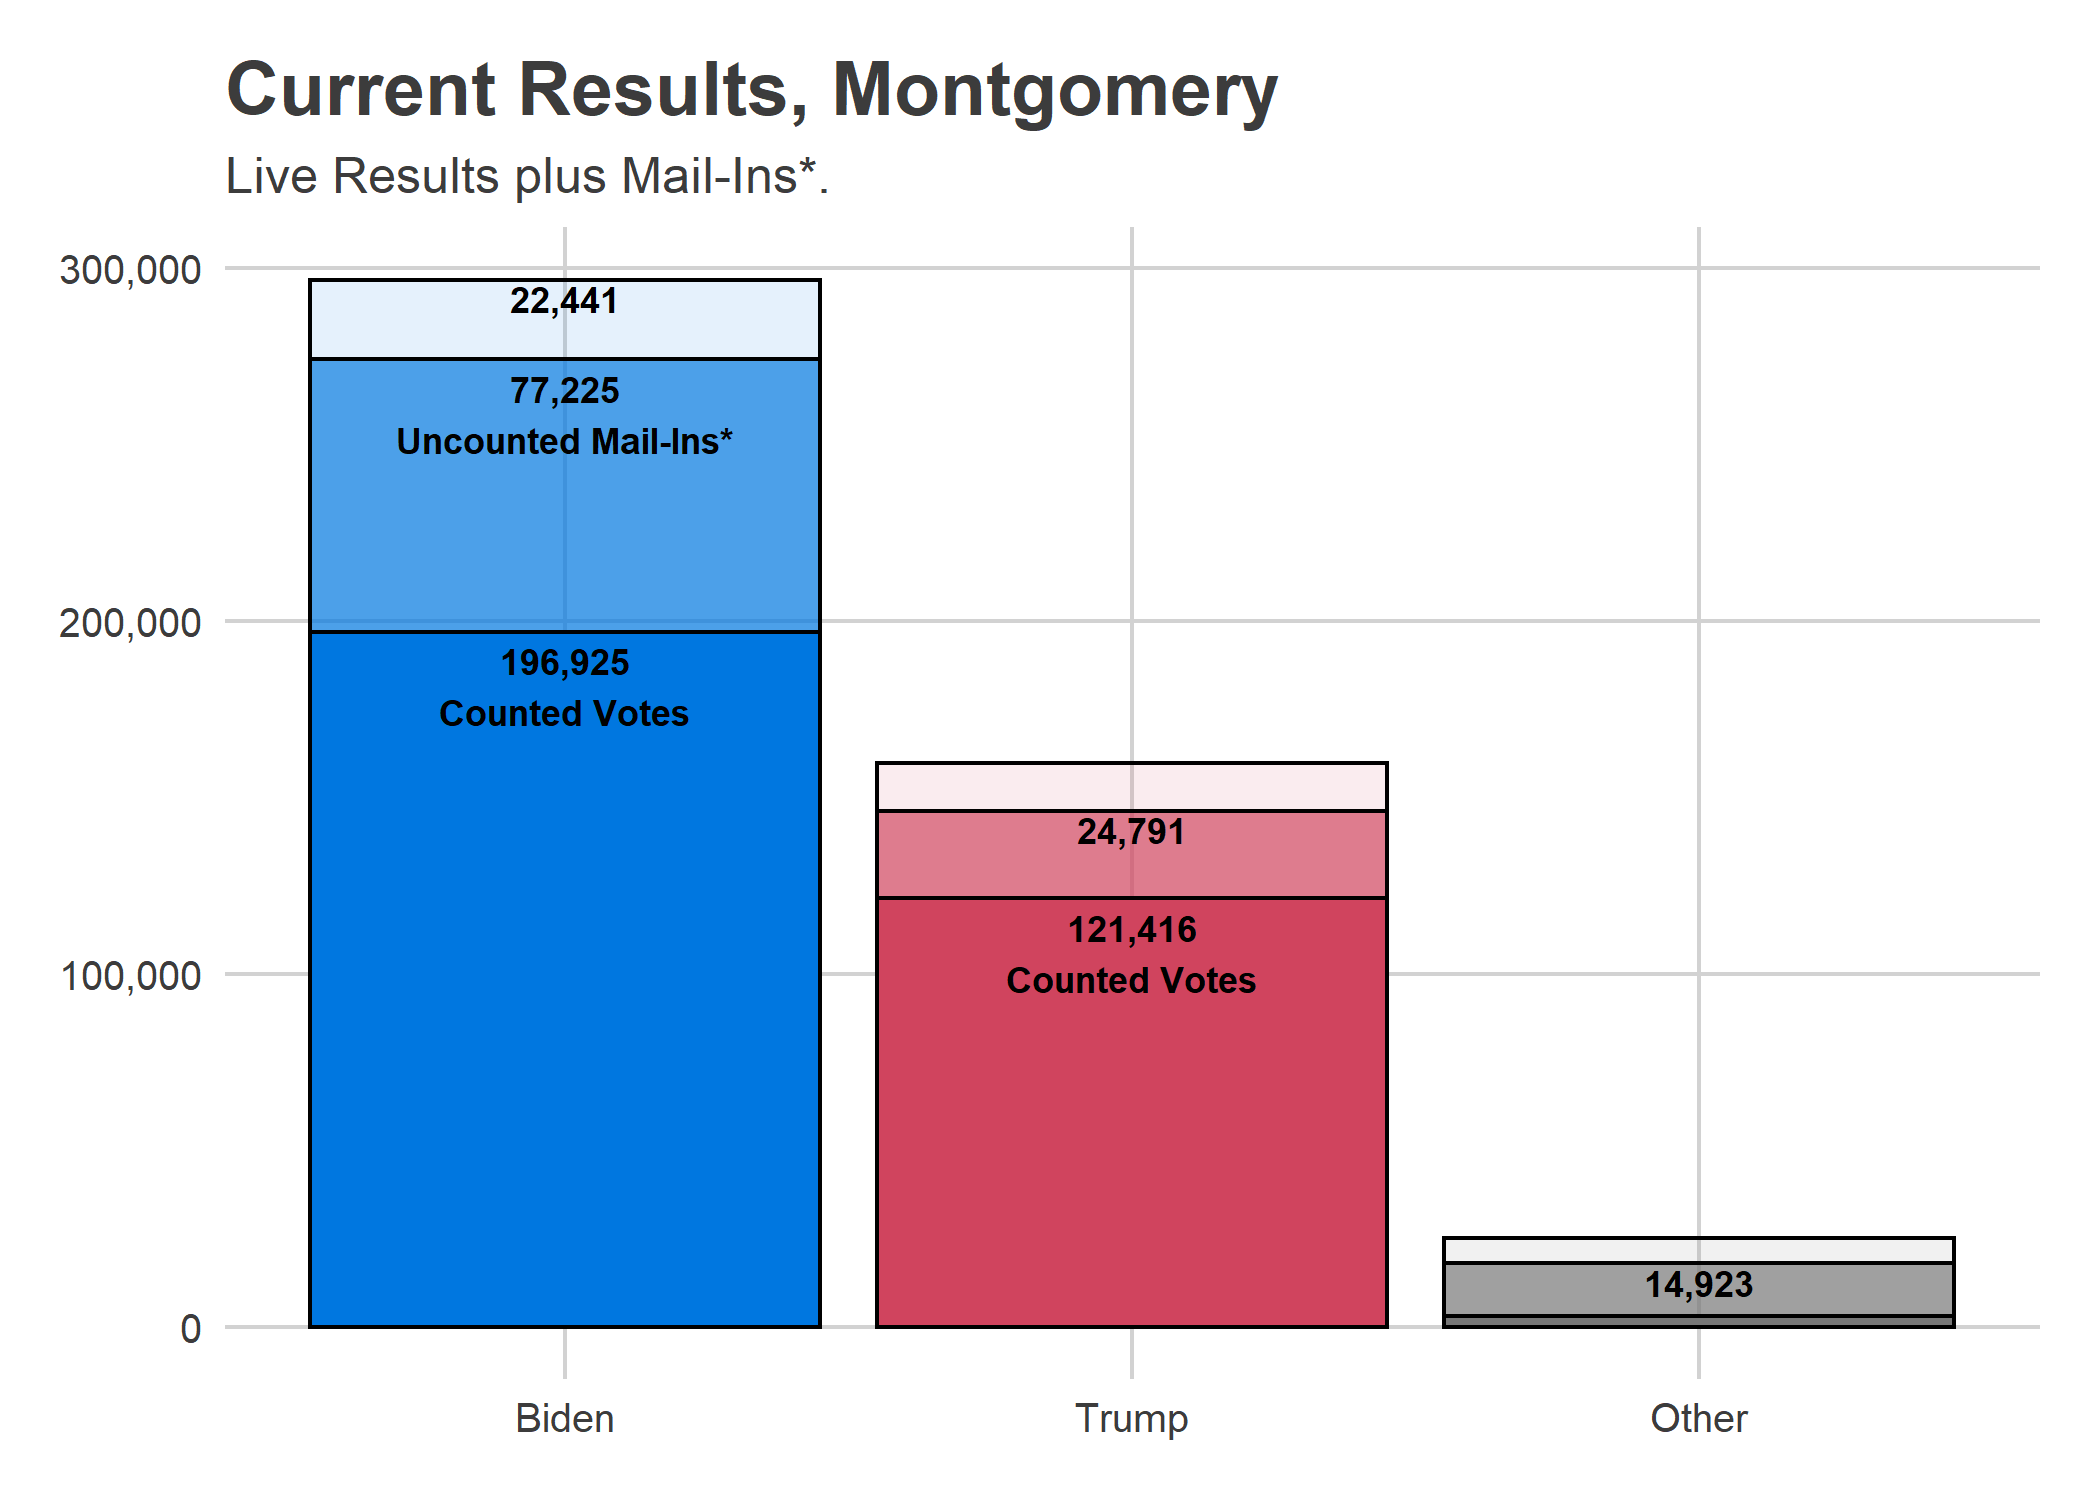 Current Results, Montgomery
Live Results plus Mail-Ins*.
300,000
200,000
100,000
0
22,441
77,225
Uncounted Mail-Ins*
196,925
Counted Votes
24,791
121,416
Counted Votes
14,923
Biden
Trump
Other